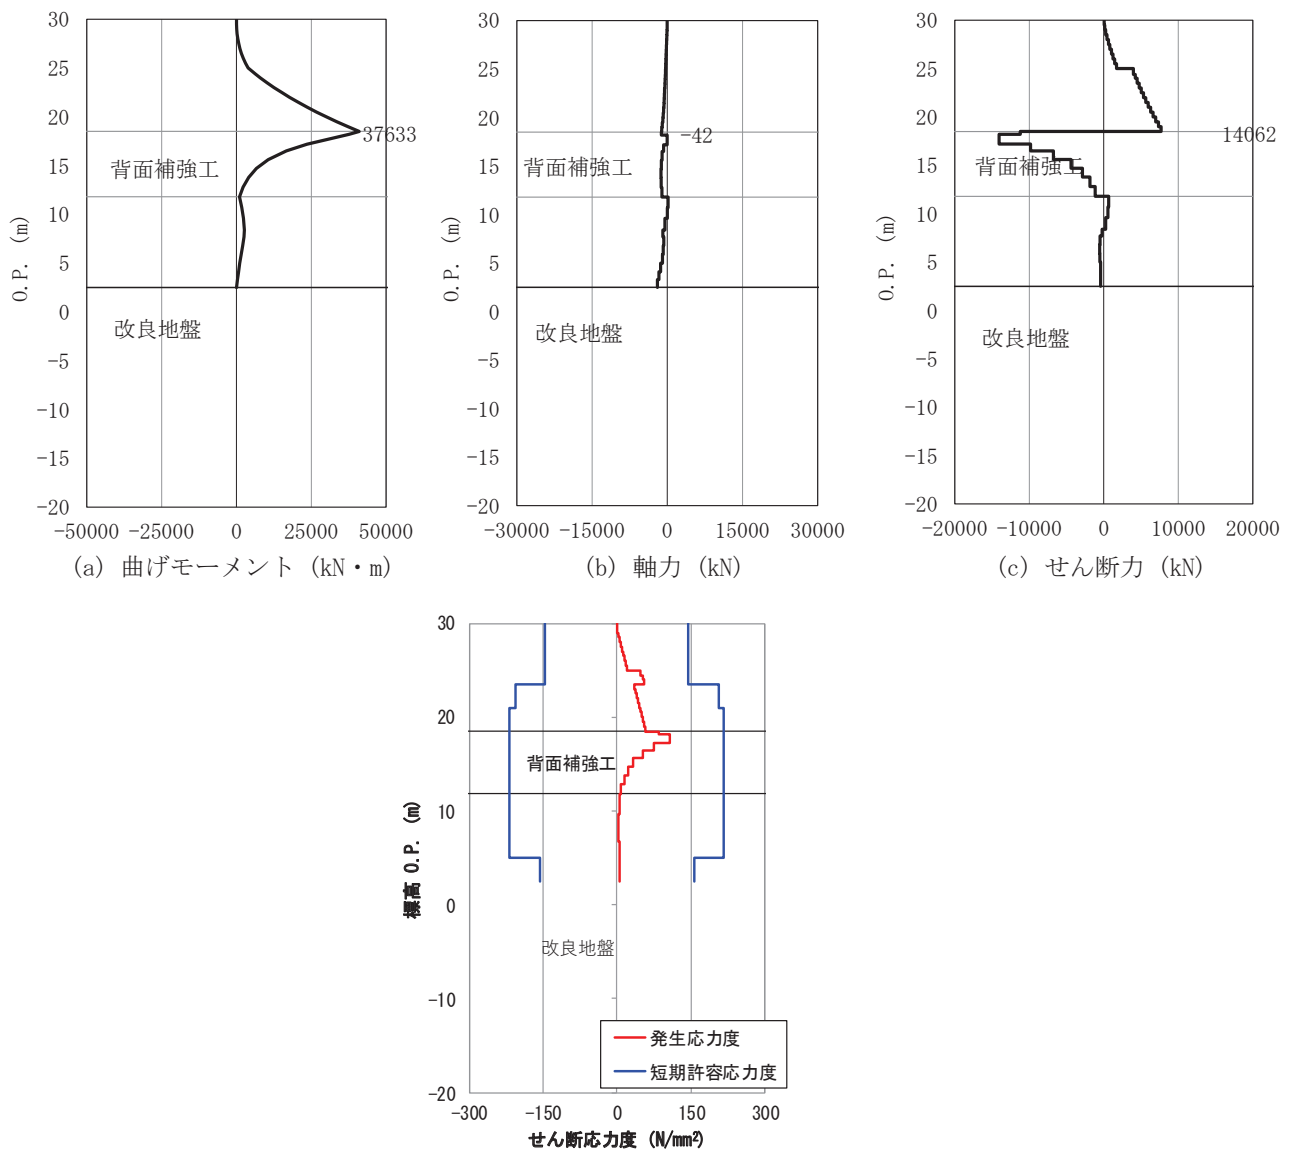 30
25
20
15
10
5
0
-5
-10
-15
-20
O.P. (m)
37633
背面補強工
改良地盤
-50000 -25000 0 25000 50000
(a) 曲げモーメント (kN・m)
30
25
20
15
10
5
0
-5
-10
-15
-20
O.P. (m)
-42
背面補強工
改良地盤
-30000 -15000 0 15000 30000
(b) 軸力 (kN)
30
25
20
15
10
5
0
-5
-10
-15
-20
O.P. (m)
14062
背面補強工
改良地盤
-20000 -10000 0 10000 20000
(c) せん断力 (kN)
30
20
10
0
-10
-20
標高 O.P. (m)
背面補強工
改良地盤
発生応力度
短期許容応力度
-300 -150 0 150 300
せん断応力度 (N/mm²)